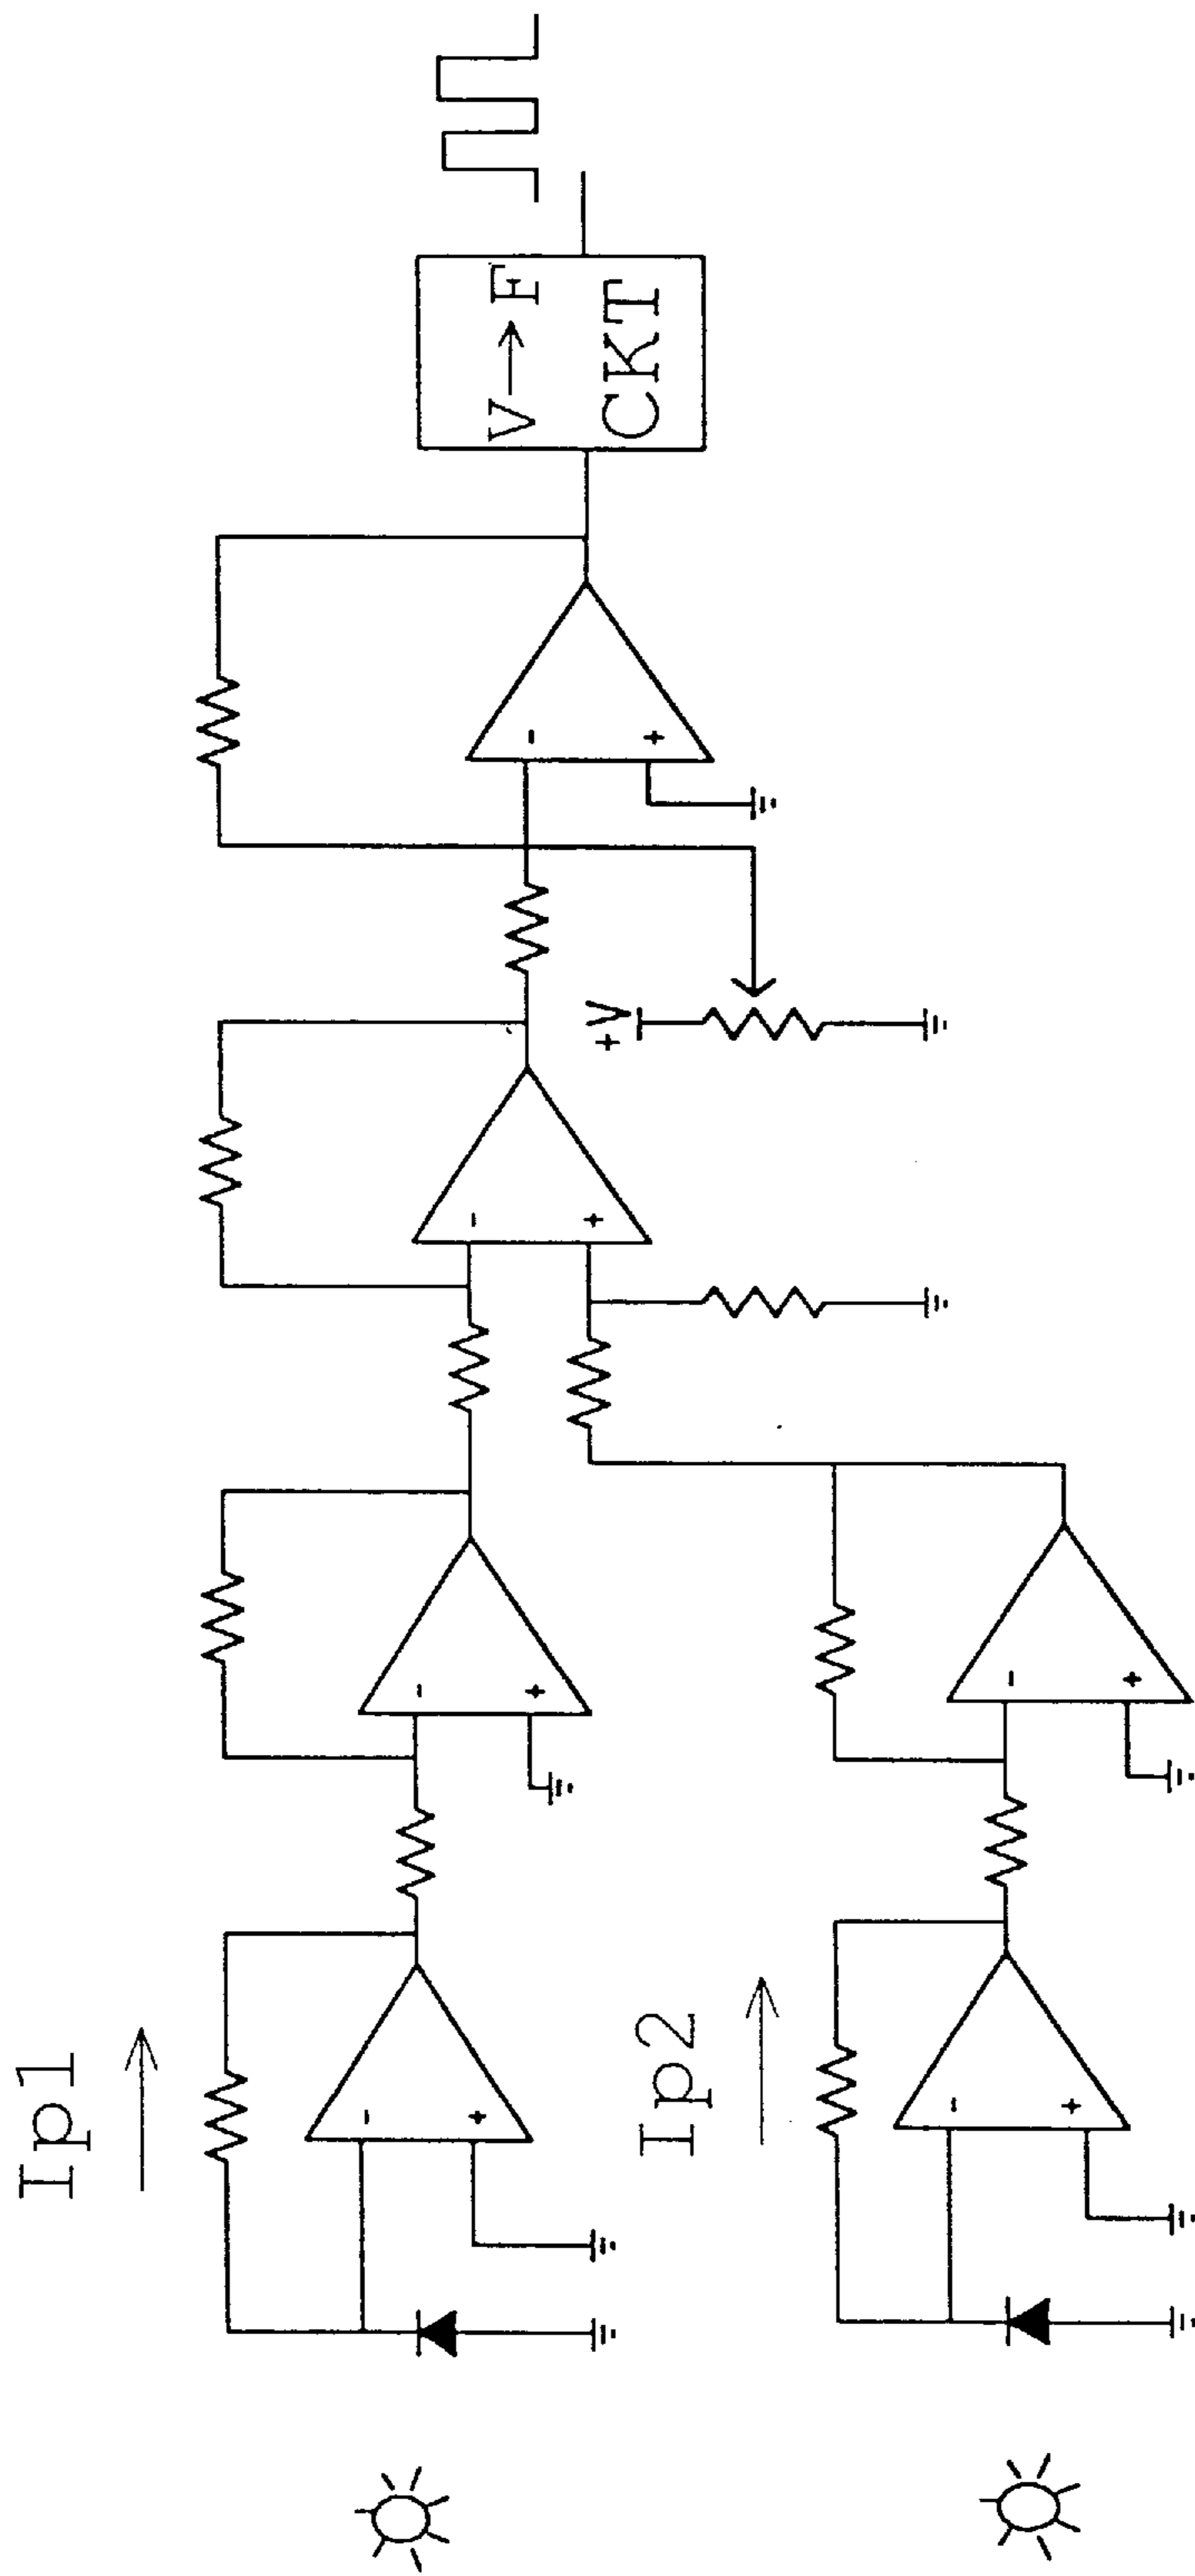 Ip1
Ip2
+V
V→F
CKT
-
+
-
+
-
+
-
+
-
+
-
+